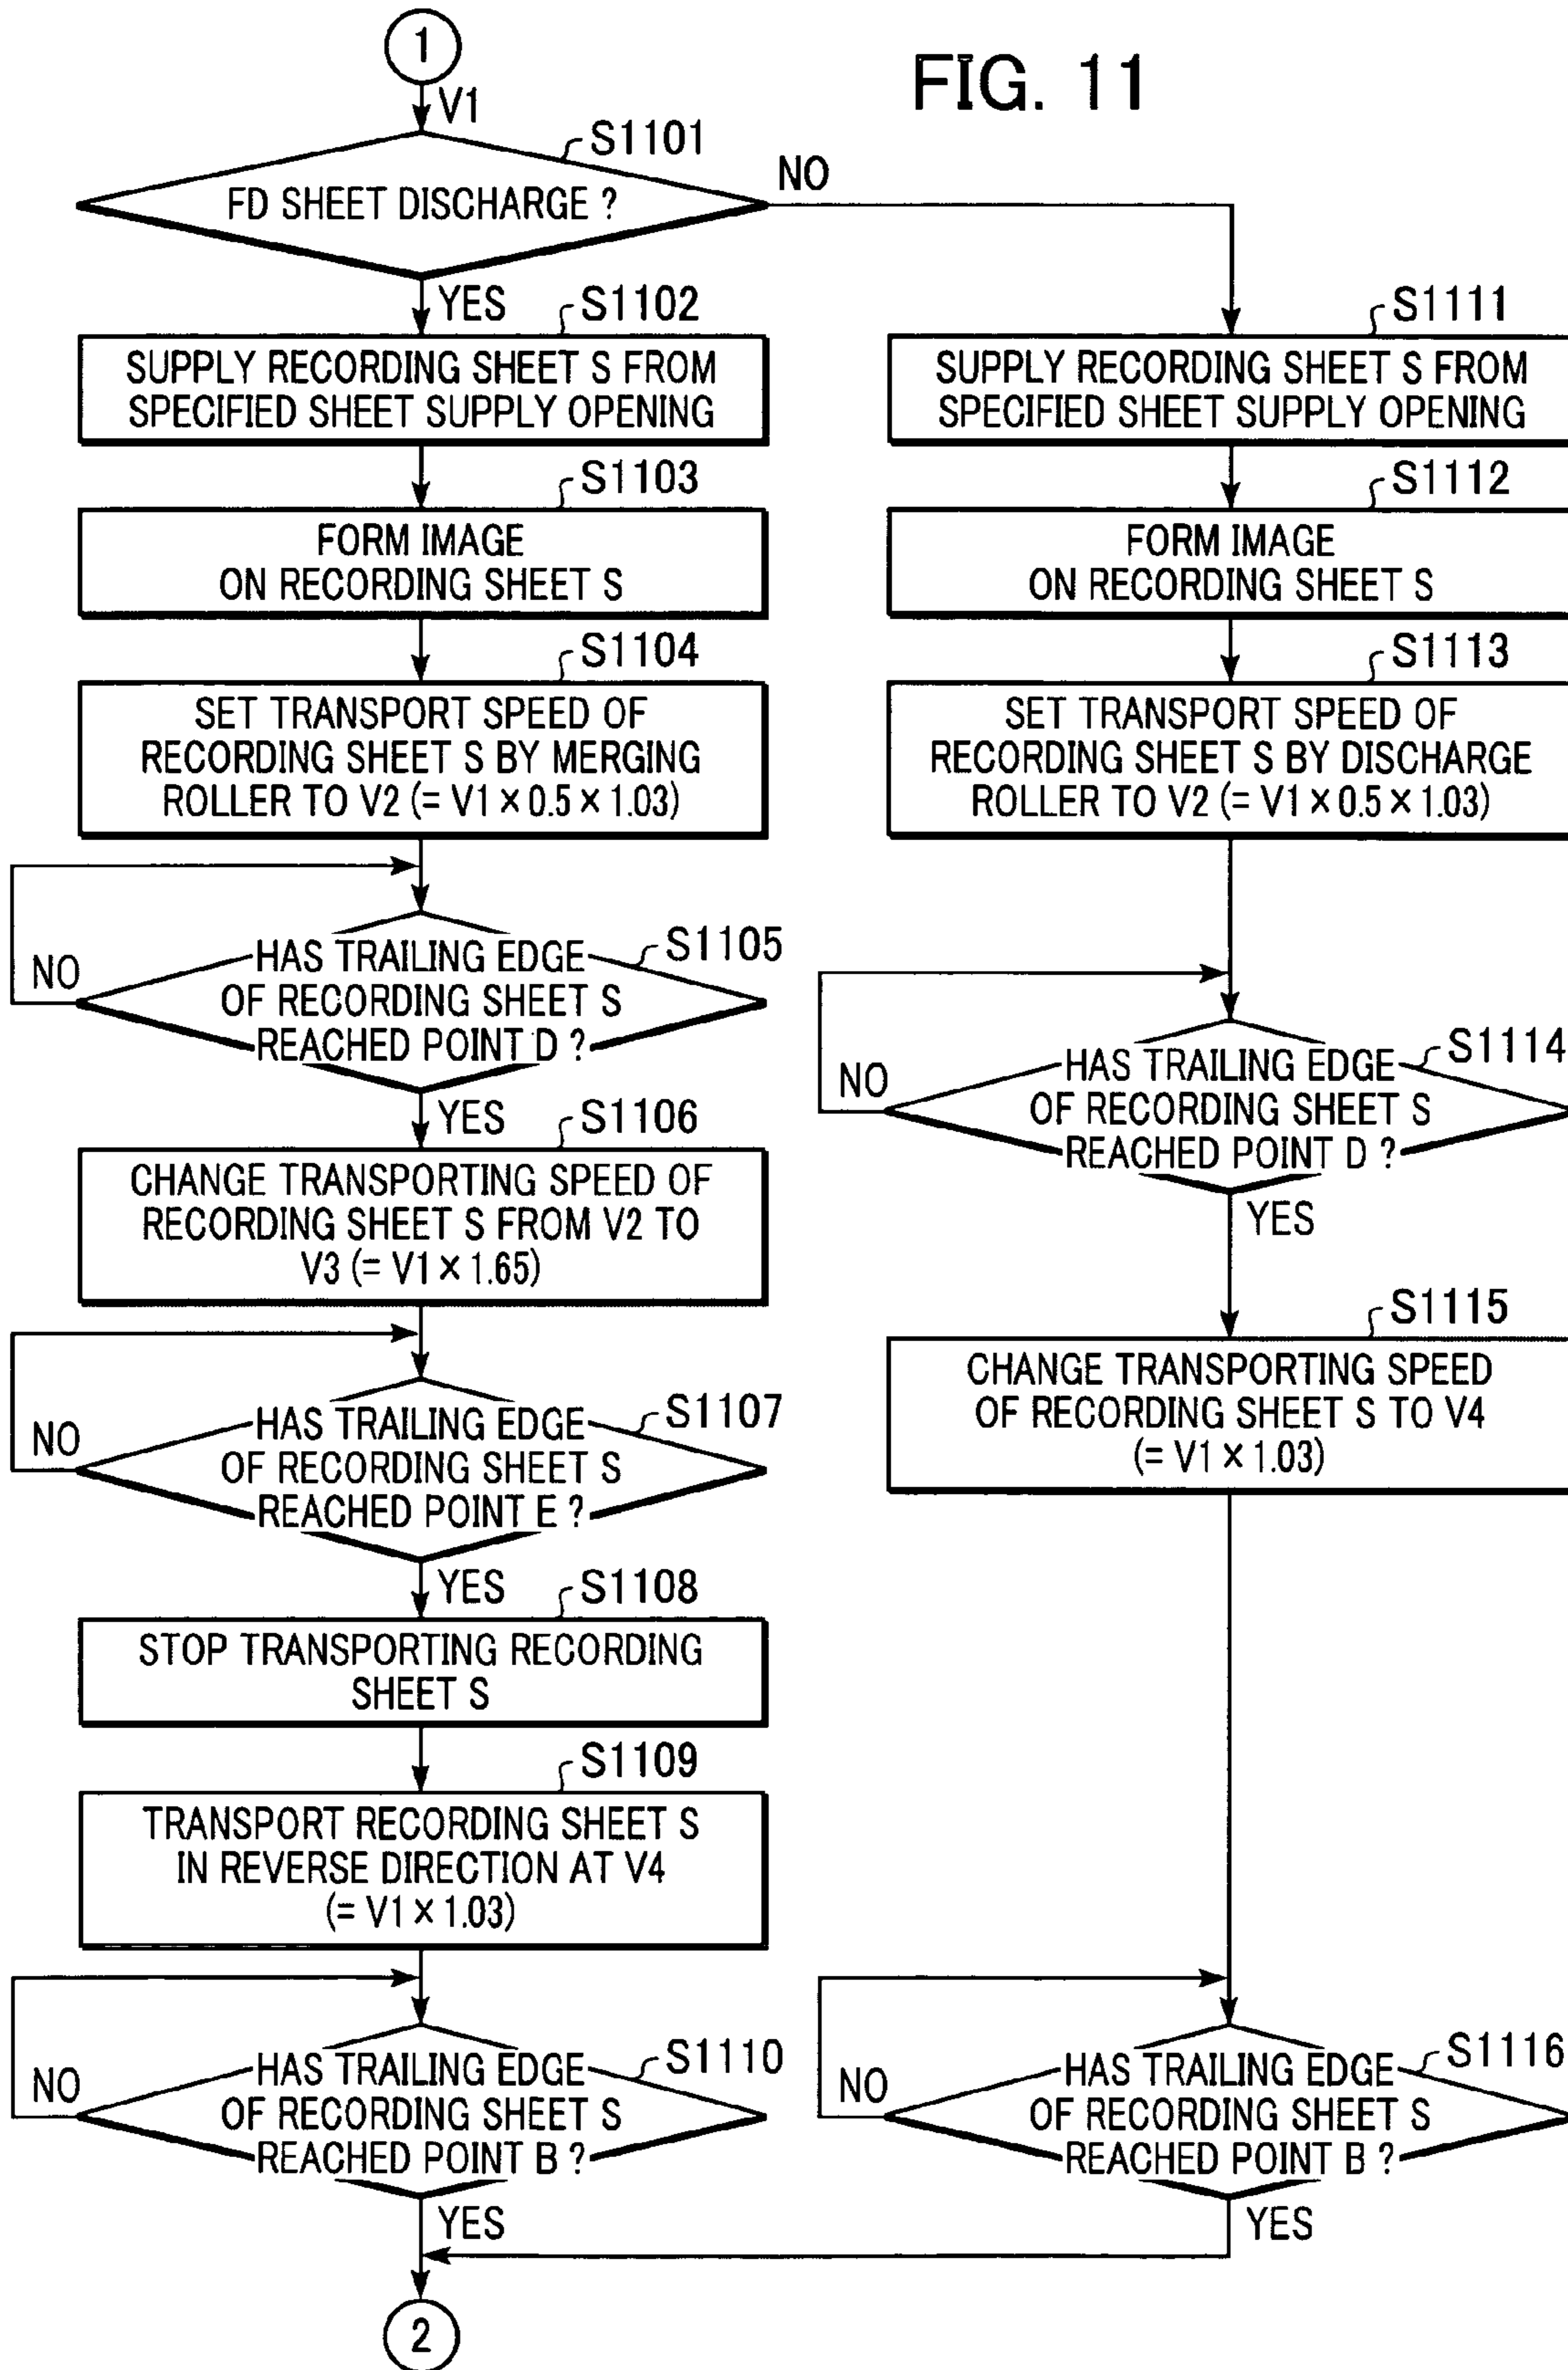 FIG. 11
1
V1
S1101
FD SHEET DISCHARGE ?
NO
YES
S1102
SUPPLY RECORDING SHEET S FROM
SPECIFIED SHEET SUPPLY OPENING
S1103
FORM IMAGE
ON RECORDING SHEET S
S1104
SET TRANSPORT SPEED OF
RECORDING SHEET S BY MERGING
ROLLER TO V2 (= V1 × 0.5 × 1.03)
S1105
HAS TRAILING EDGE
OF RECORDING SHEET S
REACHED POINT D ?
NO
YES
S1106
CHANGE TRANSPORTING SPEED OF
RECORDING SHEET S FROM V2 TO
V3 (= V1 × 1.65)
S1107
HAS TRAILING EDGE
OF RECORDING SHEET S
REACHED POINT E ?
NO
YES
S1108
STOP TRANSPORTING RECORDING
SHEET S
S1109
TRANSPORT RECORDING SHEET S
IN REVERSE DIRECTION AT V4
(= V1 × 1.03)
S1110
HAS TRAILING EDGE
OF RECORDING SHEET S
REACHED POINT B ?
NO
YES
S1111
SUPPLY RECORDING SHEET S FROM
SPECIFIED SHEET SUPPLY OPENING
S1112
FORM IMAGE
ON RECORDING SHEET S
S1113
SET TRANSPORT SPEED OF
RECORDING SHEET S BY DISCHARGE
ROLLER TO V2 (= V1 × 0.5 × 1.03)
S1114
HAS TRAILING EDGE
OF RECORDING SHEET S
REACHED POINT D ?
NO
YES
S1115
CHANGE TRANSPORTING SPEED
OF RECORDING SHEET S TO V4
(= V1 × 1.03)
S1116
HAS TRAILING EDGE
OF RECORDING SHEET S
REACHED POINT B ?
NO
YES
2